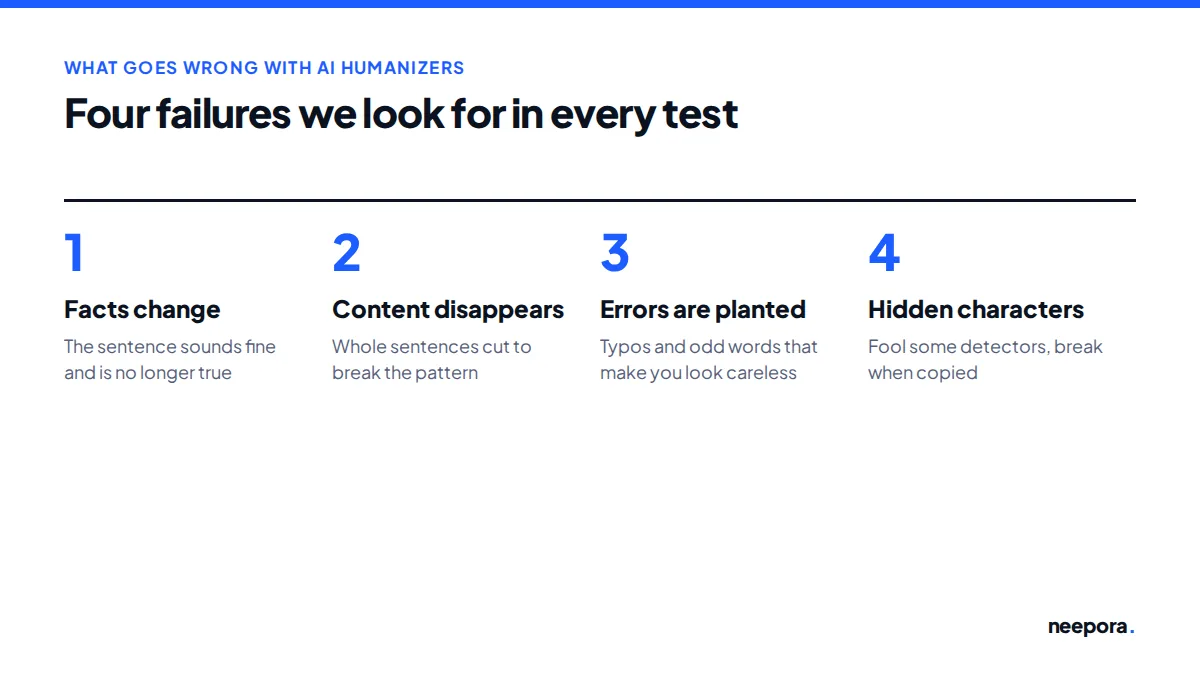 WHAT GOES WRONG WITH AI HUMANIZERS
Four failures we look for in every test
1
Facts change
The sentence sounds fine
and is no longer true
2
Content disappears
Whole sentences cut to
break the pattern
3
Errors are planted
Typos and odd words that
make you look careless
4
Hidden characters
Fool some detectors, break
when copied
neepora.